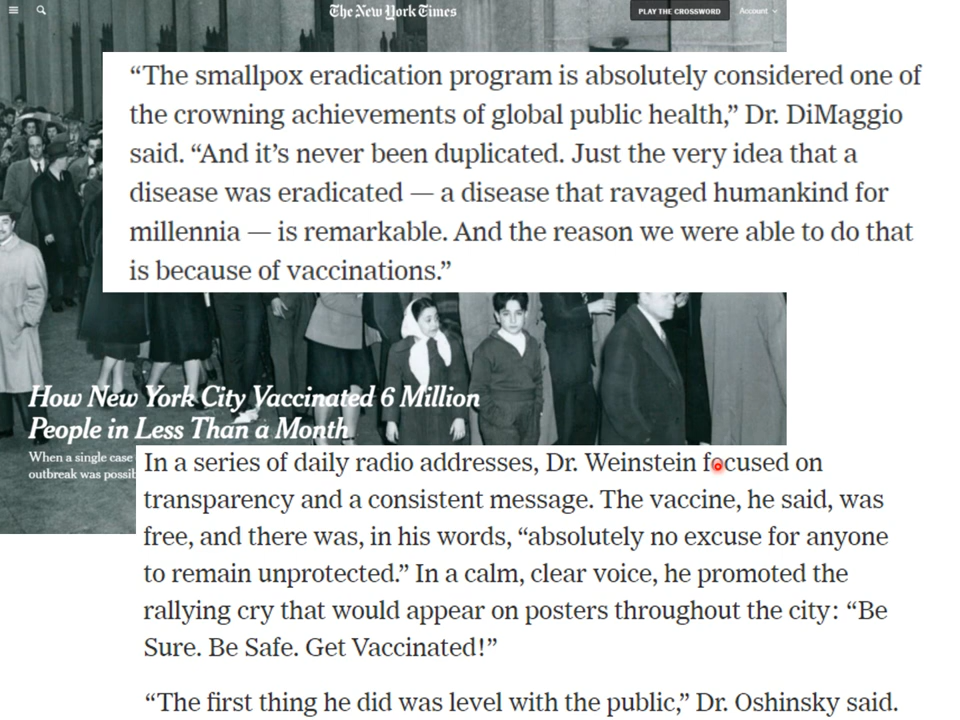 The New York Times
PLAY THE CROSSWORD
Account
“The smallpox eradication program is absolutely considered one of
the crowning achievements of global public health,” Dr. DiMaggio
said. “And it’s never been duplicated. Just the very idea that a
disease was eradicated — a disease that ravaged humankind for
millennia — is remarkable. And the reason we were able to do that
is because of vaccinations.”
How New York City Vaccinated 6 Million
People in Less Than a Month
When a single case
outbreak was possib
In a series of daily radio addresses, Dr. Weinstein focused on
transparency and a consistent message. The vaccine, he said, was
free, and there was, in his words, “absolutely no excuse for anyone
to remain unprotected.” In a calm, clear voice, he promoted the
rallying cry that would appear on posters throughout the city: “Be
Sure. Be Safe. Get Vaccinated!”
“The first thing he did was level with the public,” Dr. Oshinsky said.